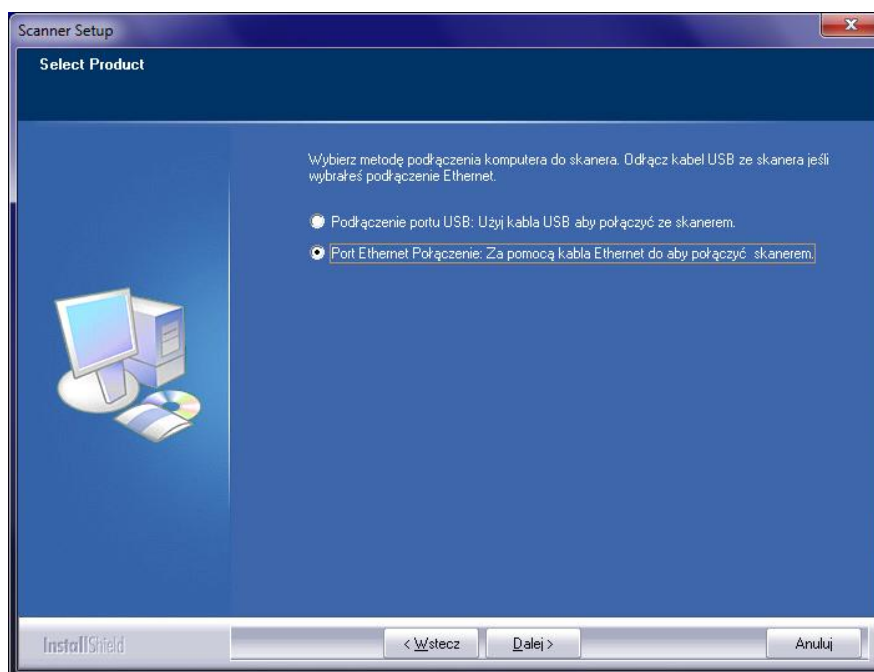 Scanner Setup
Select Product
Wybierz metodę podłączenia komputera do skanera. Odłącz kabel USB ze skanera jeśli
wybrałeś podłączenie Ethernet.
Podłączenie portu USB: Użyj kabla USB aby połączyć ze skanerem.
Port Ethernet Połączenie: Za pomocą kabla Ethernet do aby połączyć skanerem.
InstallShield
< Wstecz
Dalej >
Anuluj